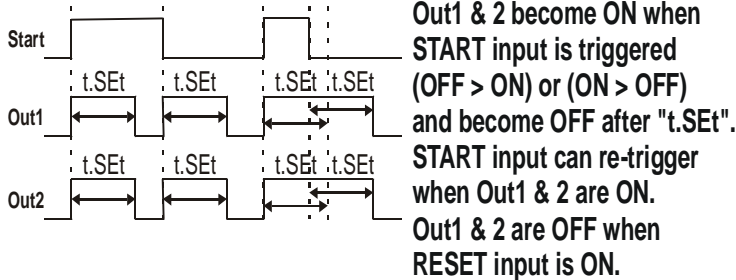 Start
t.SEt t.SEt t.SEt t.SEt
Out1
t.SEt t.SEt t.SEt t.SEt
Out2
Out1 & 2 become ON when
START input is triggered
(OFF > ON) or (ON > OFF)
and become OFF after "t.SEt".
START input can re-trigger
when Out1 & 2 are ON.
Out1 & 2 are OFF when
RESET input is ON.